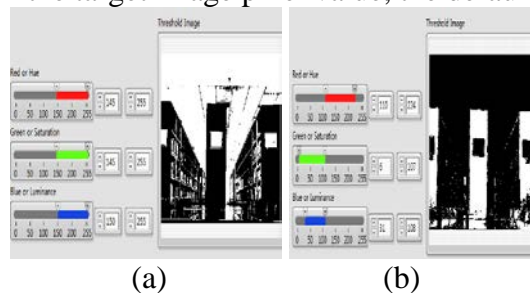 Threshold Image
Red or Hue
145 255
0 50 100 150 200 255
Green or Saturation
145 255
0 50 100 150 200 255
Blue or Luminance
0 50 100 150 200 255
(a)
Threshold Image
Red or Hue
0 50 100 150 200 255
Green or Saturation
6 107
0 50 100 150 200 255
Blue or Luminance
31 108
0 50 100 150 200 255
(b)